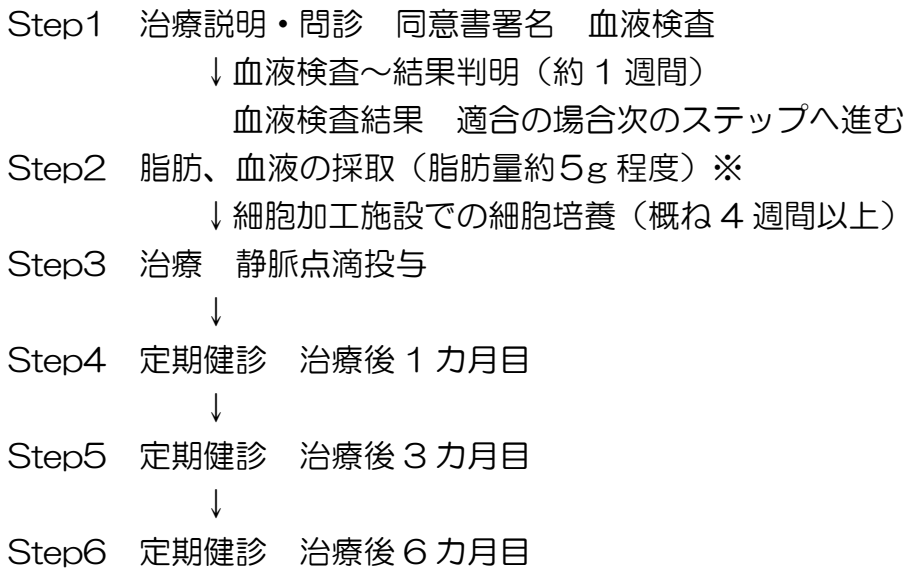 Step1　治療説明・問診　同意書署名　血液検査
↓血液検査～結果判明（約１週間）
血液検査結果　適合の場合次のステップへ進む
Step2　脂肪、血液の採取（脂肪量約５g 程度）※
↓細胞加工施設での細胞培養（概ね４週間以上）
Step3　治療　静脈点滴投与
↓
Step4　定期健診　治療後１カ月目
↓
Step5　定期健診　治療後３カ月目
↓
Step6　定期健診　治療後６カ月目